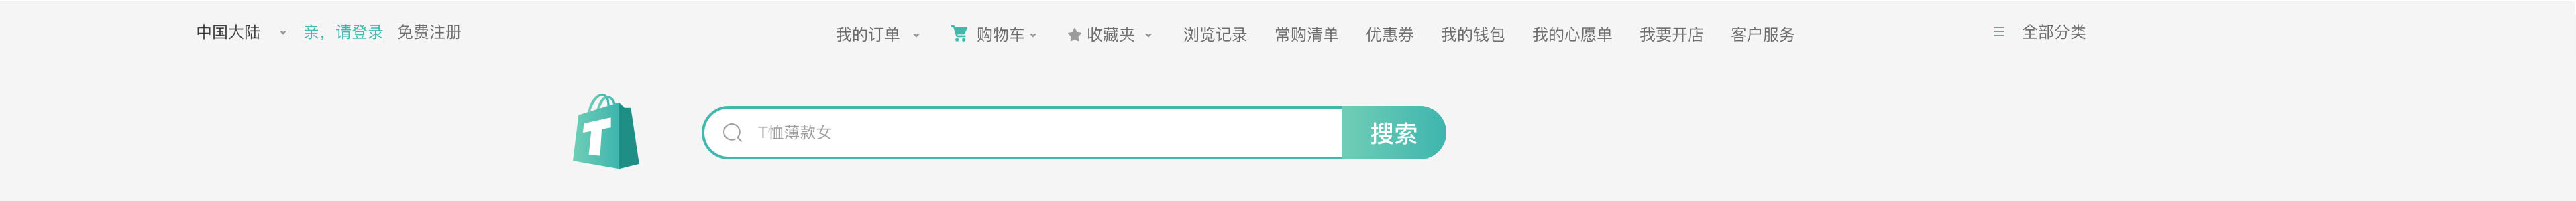 中国大陆 亲，请登录 免费注册 我的订单 购物车 收藏夹 浏览记录 常购清单 优惠券 我的钱包 我的心愿单 我要开店 客户服务 全部分类
T
T恤薄款女 搜索